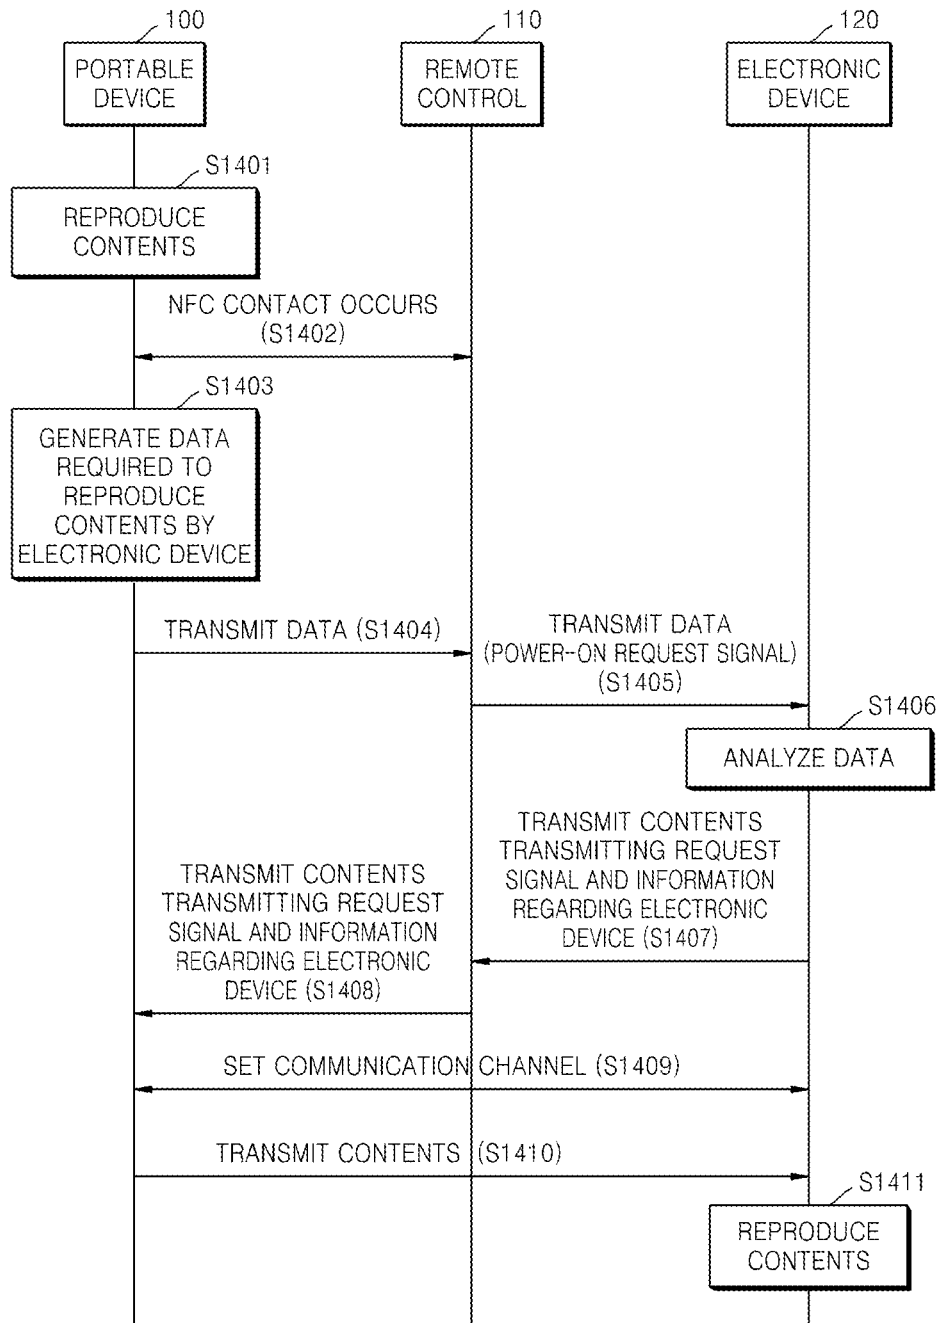 100
110
120
PORTABLE
DEVICE
REMOTE
CONTROL
ELECTRONIC
DEVICE
S1401
REPRODUCE
CONTENTS
NFC CONTACT OCCURS
(S1402)
S1403
GENERATE DATA
REQUIRED TO
REPRODUCE
CONTENTS BY
ELECTRONIC DEVICE
TRANSMIT DATA (S1404)
TRANSMIT DATA
(POWER-ON REQUEST SIGNAL)
(S1405)
S1406
ANALYZE DATA
TRANSMIT CONTENTS
TRANSMITTING REQUEST
SIGNAL AND INFORMATION
REGARDING ELECTRONIC
DEVICE (S1407)
TRANSMIT CONTENTS
TRANSMITTING REQUEST
SIGNAL AND INFORMATION
REGARDING ELECTRONIC
DEVICE (S1408)
SET COMMUNICATION CHANNEL (S1409)
TRANSMIT CONTENTS (S1410)
S1411
REPRODUCE
CONTENTS